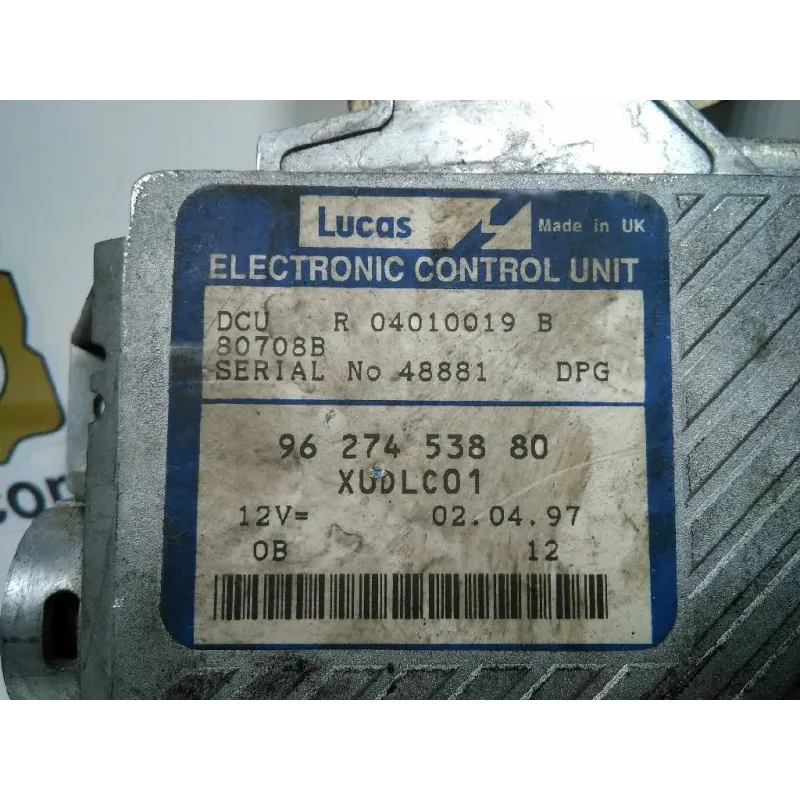 Lucas Made in UK
ELECTRONIC CONTROL UNIT
DCU R 04010019 B
80708B
SERIAL No 48881 DPG
96 274 538 80
XUDLC01
12V= 02.04.97
0B 12
.com